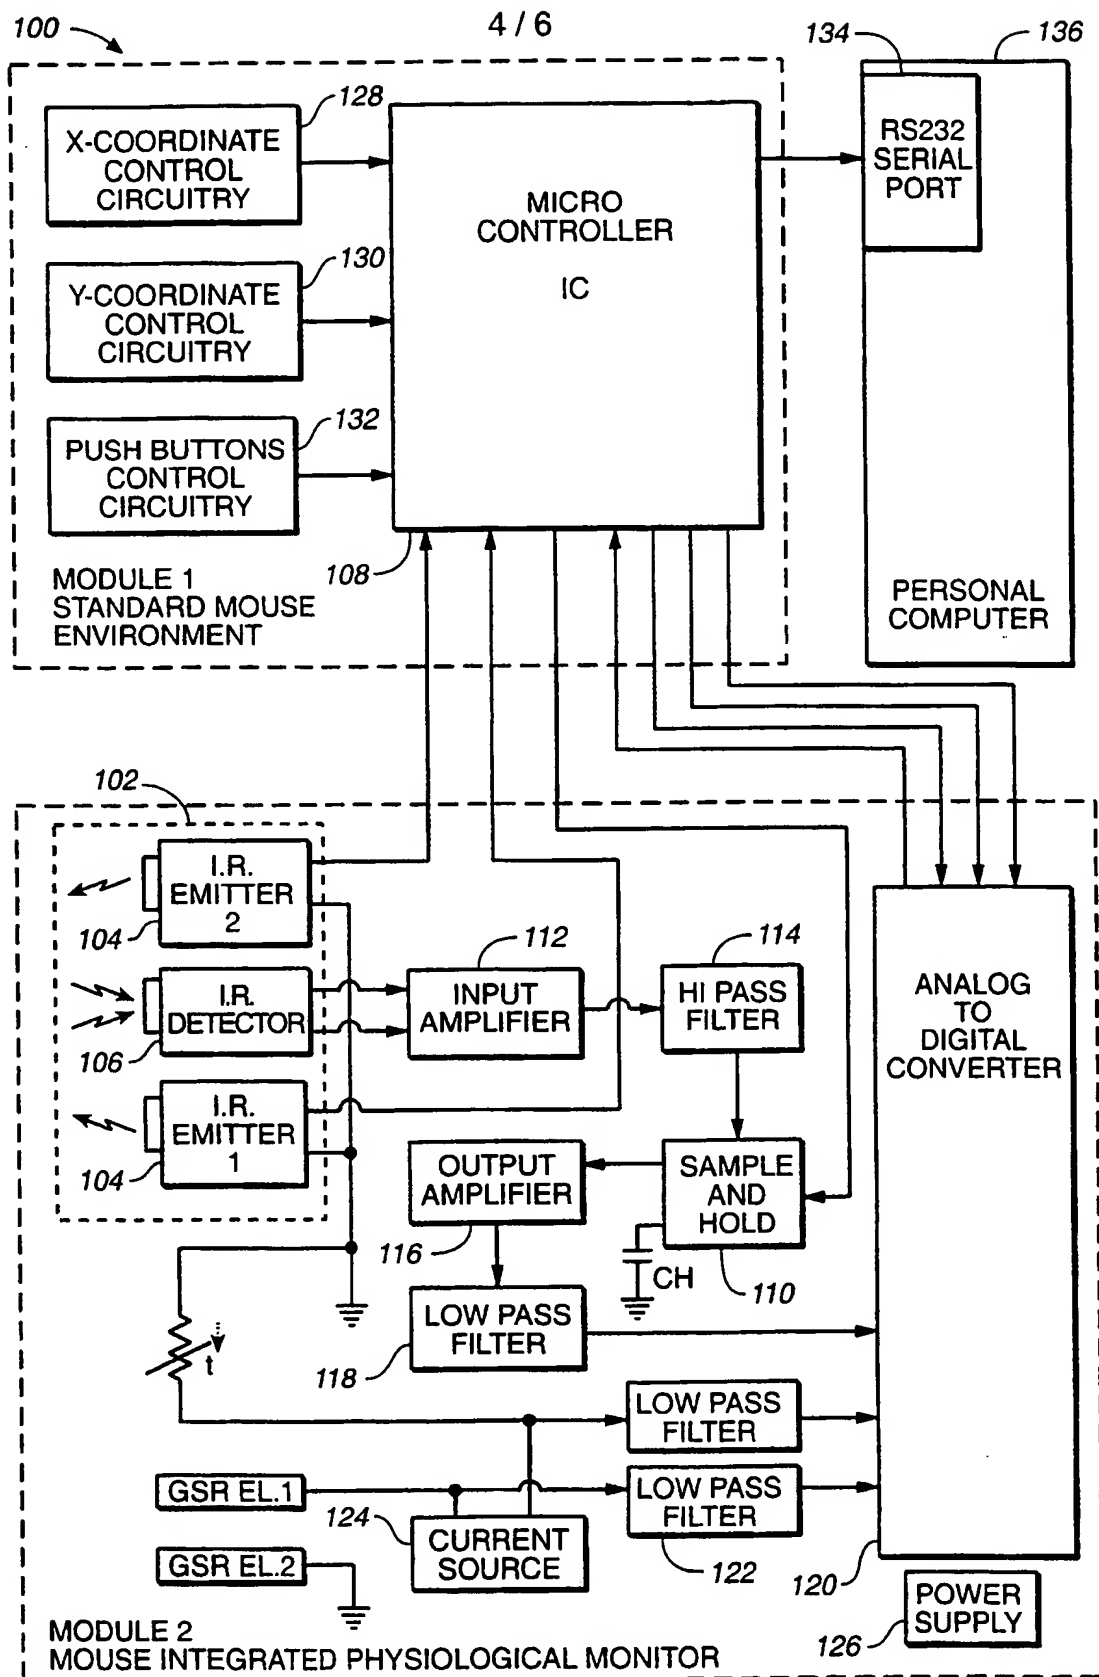 4 / 6
100
134
136
128
X-COORDINATE
CONTROL
CIRCUITRY
MICRO
CONTROLLER
IC
RS232
SERIAL
PORT
130
Y-COORDINATE
CONTROL
CIRCUITRY
132
PUSH BUTTONS
CONTROL
CIRCUITRY
108
MODULE 1
STANDARD MOUSE
ENVIRONMENT
PERSONAL
COMPUTER
102
I.R.
EMITTER
2
104
112
114
I.R.
DETECTOR
106
INPUT
AMPLIFIER
HI PASS
FILTER
ANALOG
TO
DIGITAL
CONVERTER
I.R.
EMITTER
1
104
OUTPUT
AMPLIFIER
116
SAMPLE
AND
HOLD
CH
110
LOW PASS
FILTER
118
t
LOW PASS
FILTER
GSR EL.1
LOW PASS
FILTER
122
124
CURRENT
SOURCE
GSR EL.2
120
POWER
SUPPLY
126
MODULE 2
MOUSE INTEGRATED PHYSIOLOGICAL MONITOR